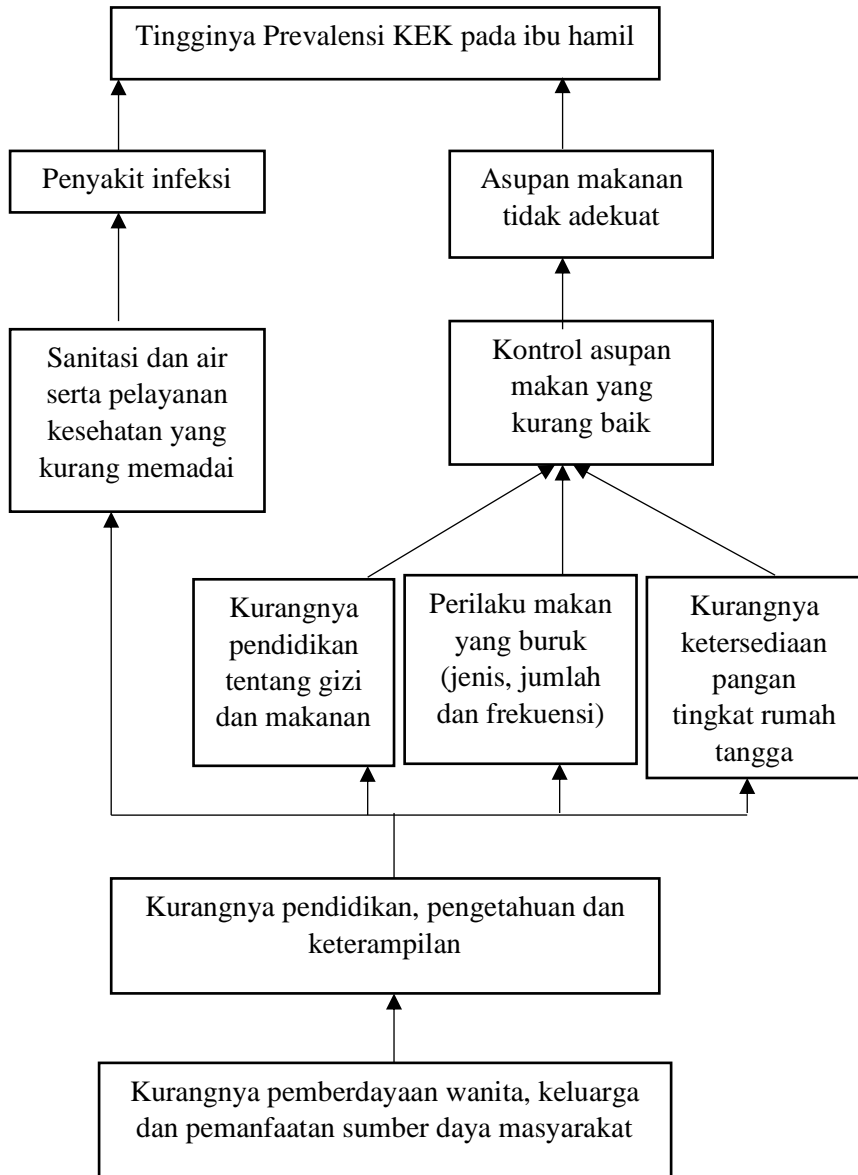 Tingginya Prevalensi KEK pada ibu hamil
Penyakit infeksi
Asupan makanan
tidak adekuat
Sanitasi dan air
serta pelayanan
kesehatan yang
kurang memadai
Kontrol asupan
makan yang
kurang baik
Kurangnya
pendidikan
tentang gizi
dan makanan
Perilaku makan
yang buruk
(jenis, jumlah
dan frekuensi)
Kurangnya
ketersediaan
pangan
tingkat rumah
tangga
Kurangnya pendidikan, pengetahuan dan
keterampilan
Kurangnya pemberdayaan wanita, keluarga
dan pemanfaatan sumber daya masyarakat